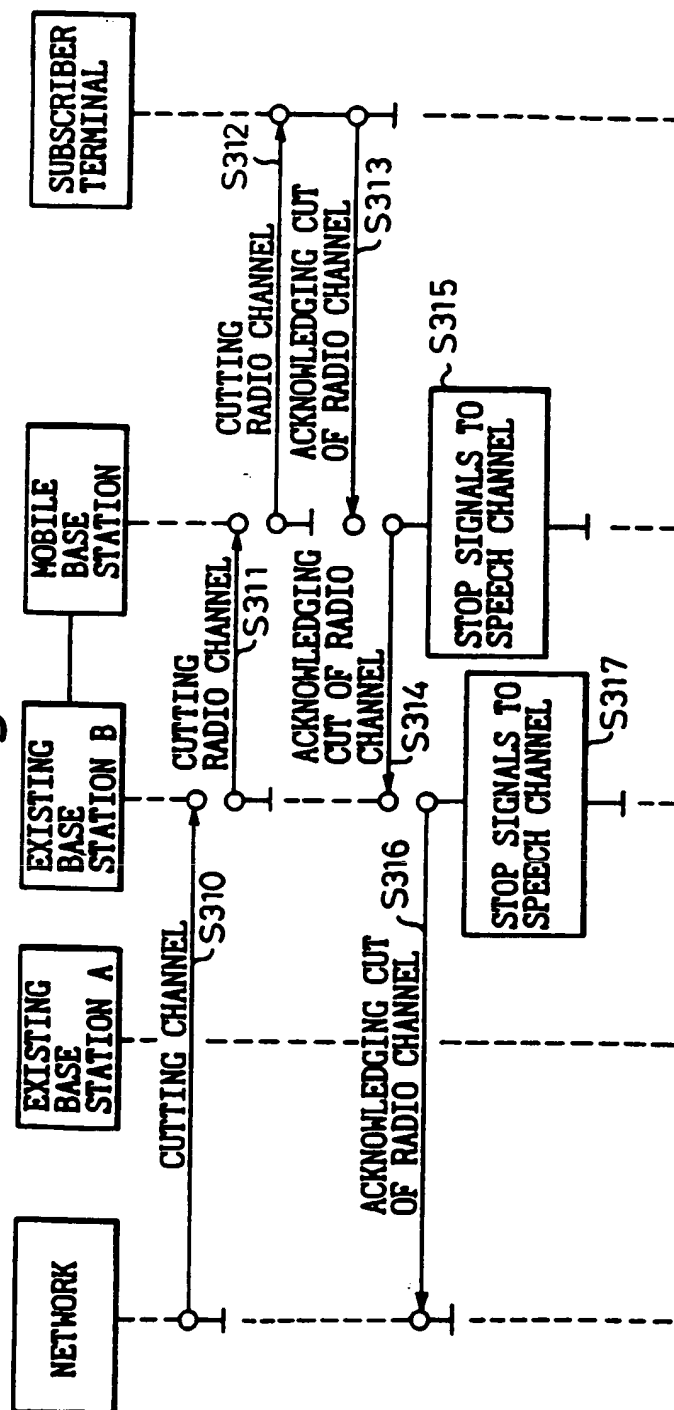 NETWORK
EXISTING
BASE
STATION A
EXISTING
BASE
STATION B
MOBILE
BASE
STATION
SUBSCRIBER
TERMINAL
CUTTING CHANNEL
S310
CUTTING
RADIO CHANNEL
S311
CUTTING
RADIO CHANNEL
S312
ACKNOWLEDGING CUT
OF RADIO CHANNEL
S313
ACKNOWLEDGING
CUT OF RADIO
CHANNEL
S314
STOP SIGNALS TO
SPEECH CHANNEL
S315
ACKNOWLEDGING CUT
OF RADIO CHANNEL
S316
STOP SIGNALS TO
SPEECH CHANNEL
S317